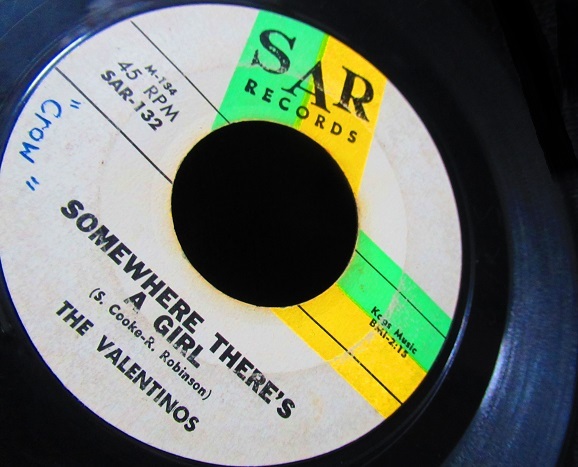 SAR
RECORDS
M-134
45 RPM
SAR-132
"Crow"
SOMEWHERE THERE'S
A GIRL
(S. Cooke-R. Robinson)
THE VALENTINOS
Kags Music
BMI-2:15